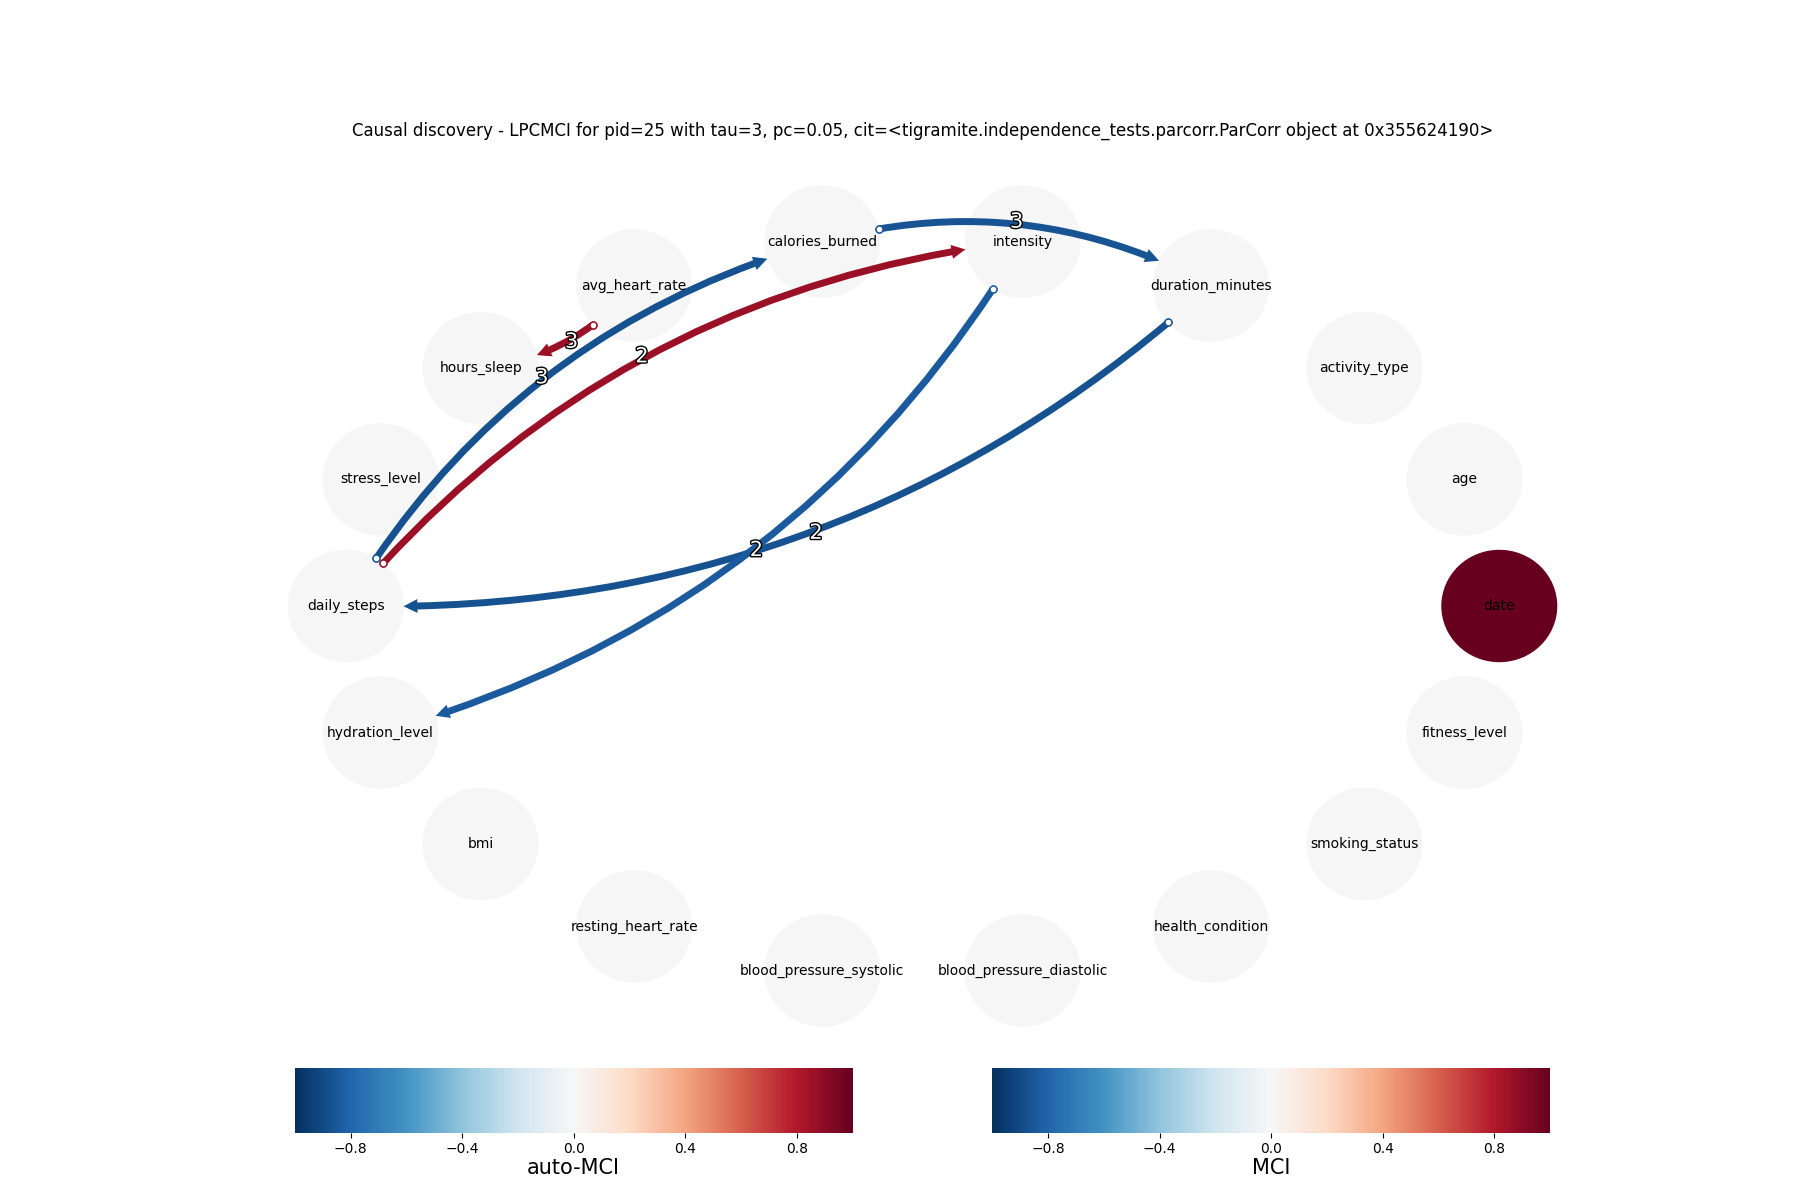 Causal discovery - LPCMCI for pid=25 with tau=3, pc=0.05, cit=<tigramite.independence_tests.parcorr.ParCorr object at 0x355624190>
3
calories_burned
intensity
avg_heart_rate
duration_minutes
3
2
hours_sleep
3
activity_type
stress_level
age
2
2
daily_steps
date
hydration_level
fitness_level
bmi
smoking_status
resting_heart_rate
health_condition
blood_pressure_systolic
blood_pressure_diastolic
−0.8 −0.4 0.0 0.4 0.8
auto-MCI
−0.8 −0.4 0.0 0.4 0.8
MCI